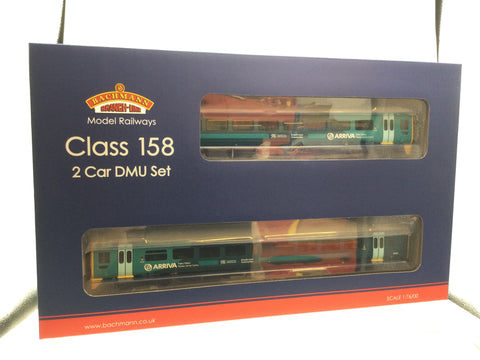 BACHMANN
BRANCH-LINE
Model Railways
Class 158
2 Car DMU Set
ARRIVA
ARRIVA
www.bachmann.co.uk
SCALE 1:76/00